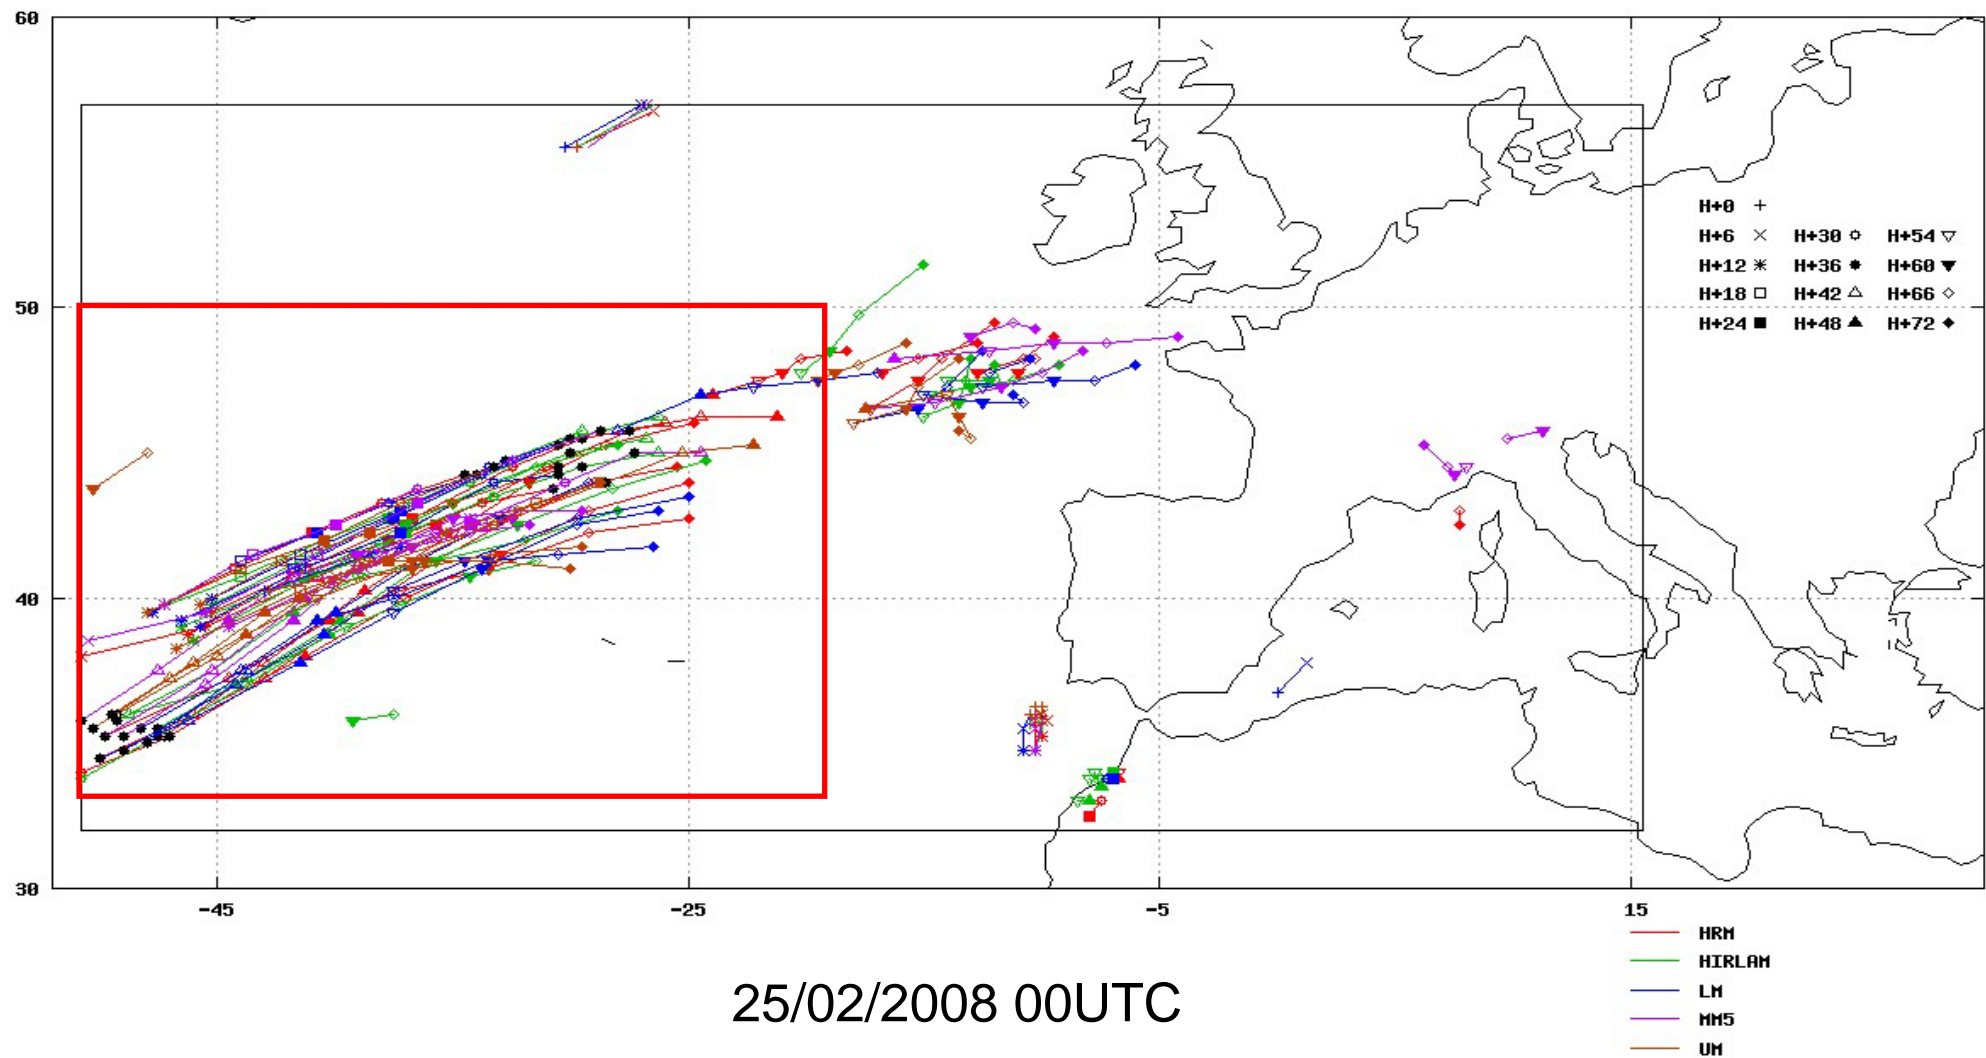 60
H+0 +
H+6 × H+30 H+54 ▽
H+12 H+36 H+60 ▼
H+18 □ H+42 △ H+66 ◇
H+24 ■ H+48 ▲ H+72 ◆
50
40
30
-45 -25 -5 15
HRM
HIRLAM
25/02/2008 00UTC
LM
MM5
UM